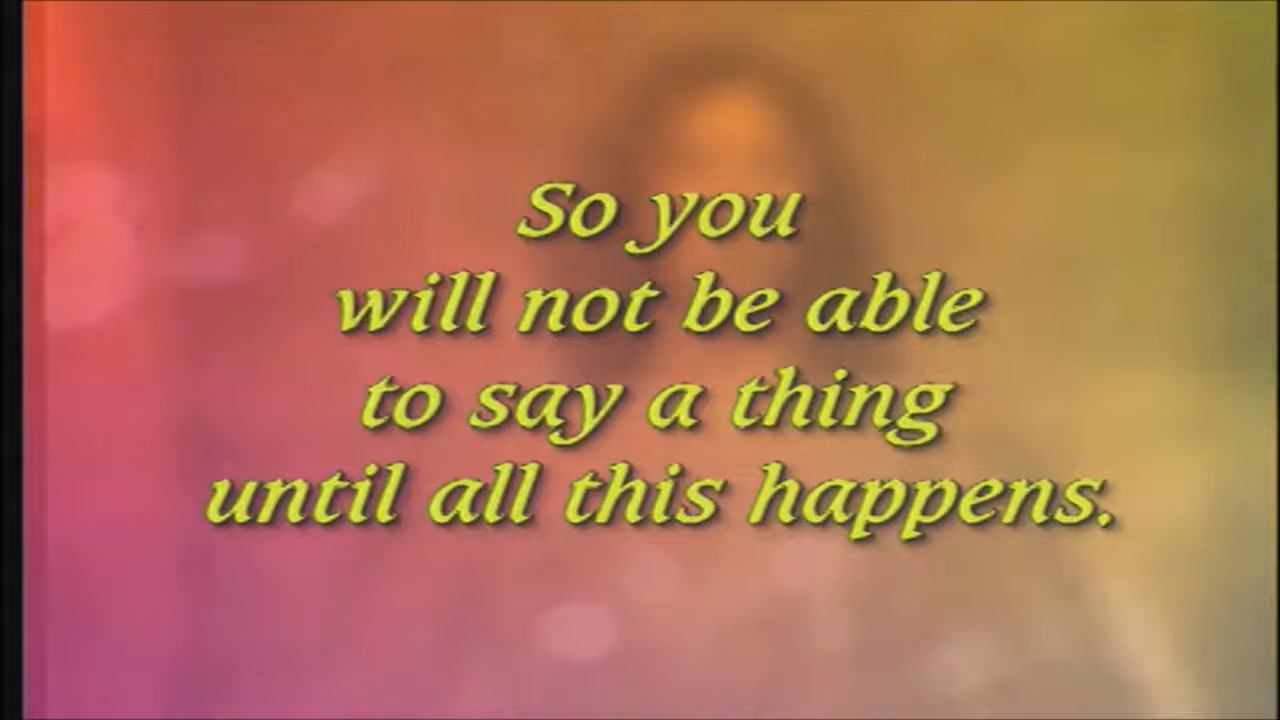 So you
will not be able
to say a thing
until all this happens.